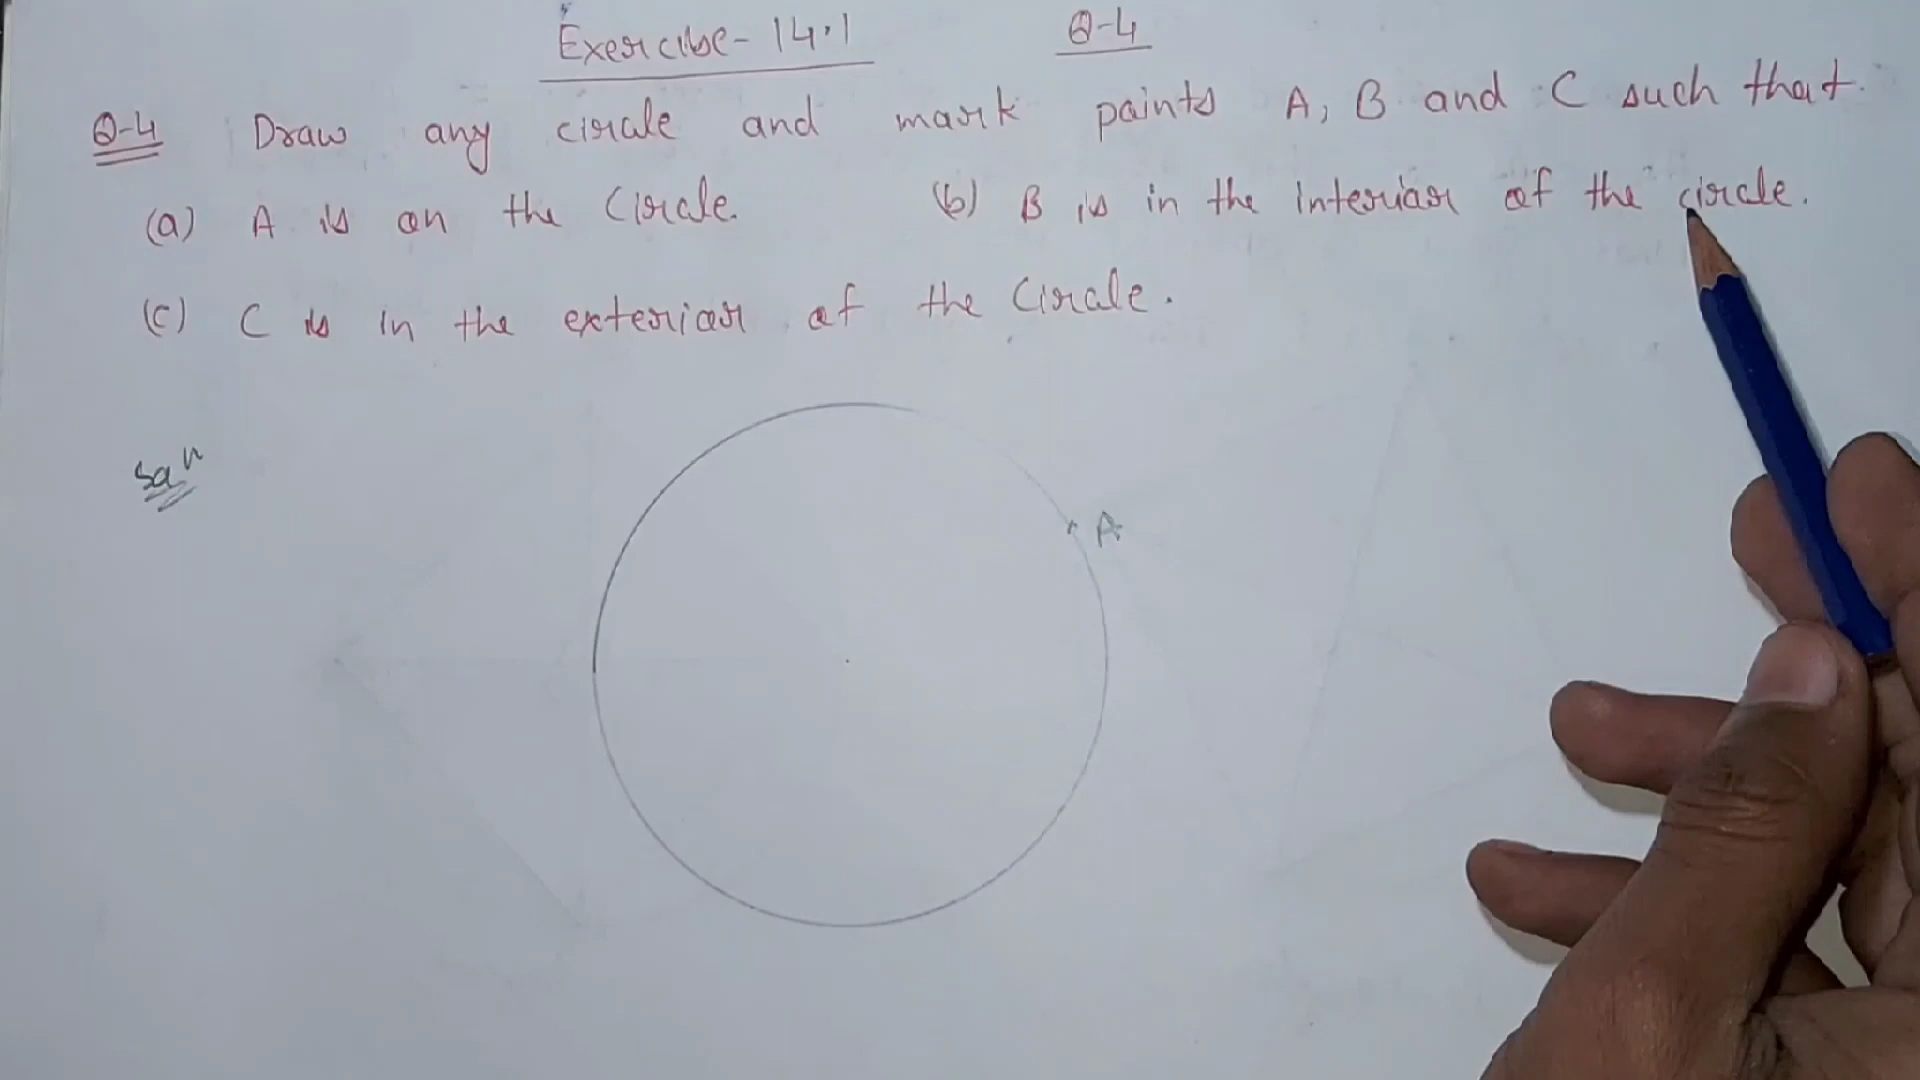 Exercise - 14.1 Q-4
Q-4 Draw any circle and mark points A, B and C such that
(a) A is on the Circle. (b) B is in the interior of the circle.
(c) C is in the exterior of the Circle.
Solⁿ
A